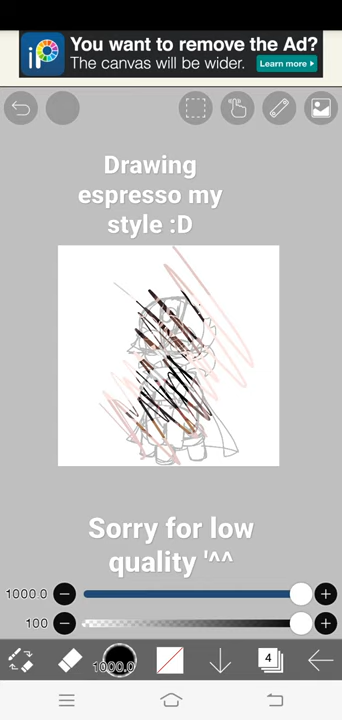 iP You want to remove the Ad?
The canvas will be wider. Learn more
Drawing
espresso my
style :D
Sorry for low
quality '^^
1000.0
100
1000.0
4